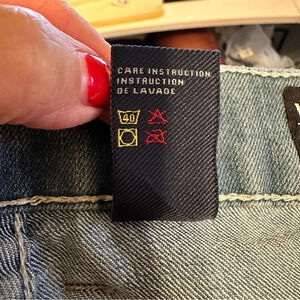 CARE INSTRUCTION
INSTRUCTION
DE LAVAGE
40